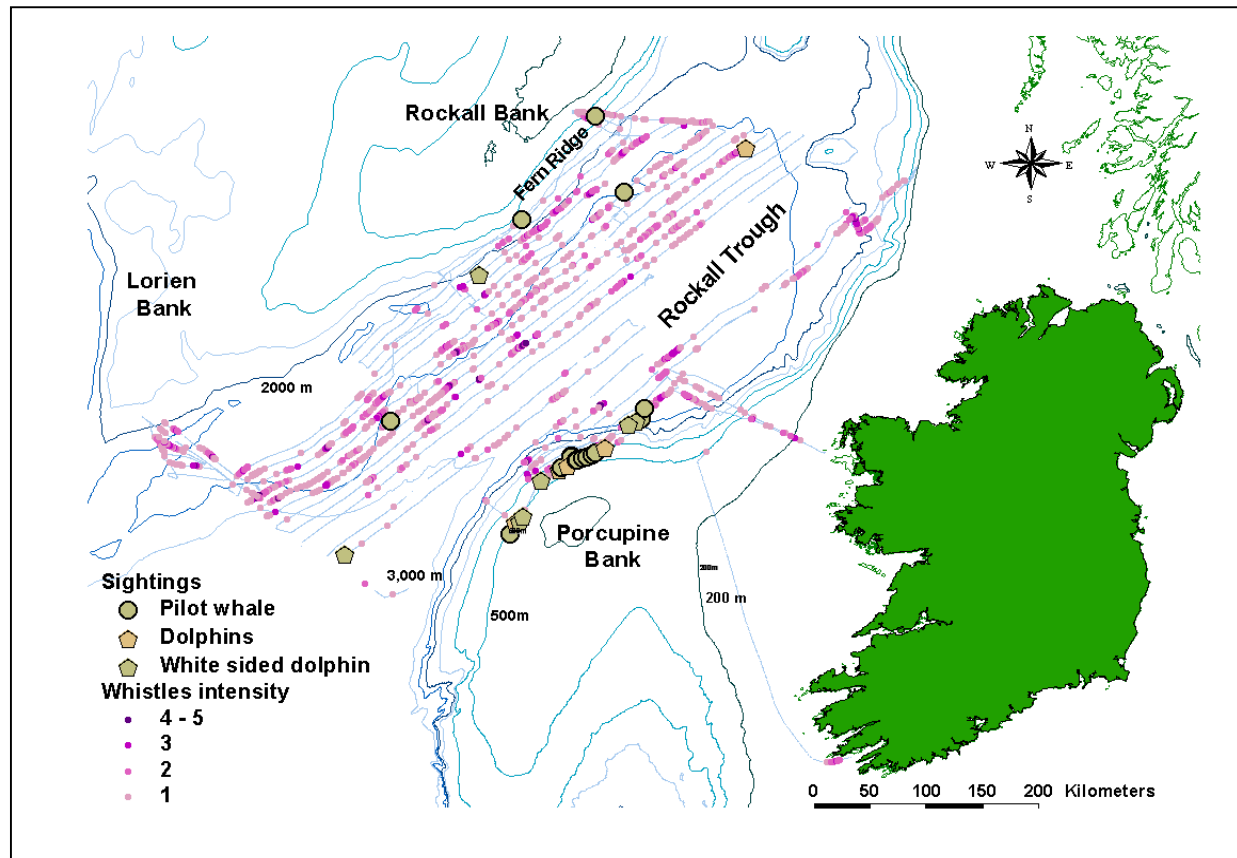 Rockall Bank
Fern Ridge
N
W E
S
Rockall Trough
Lorien
Bank
2000 m
Porcupine
Bank
3,000 m
200m
200 m
500m
Sightings
Pilot whale
Dolphins
White sided dolphin
Whistles intensity
4 - 5
3
2
1
0 50 100 150 200 Kilometers